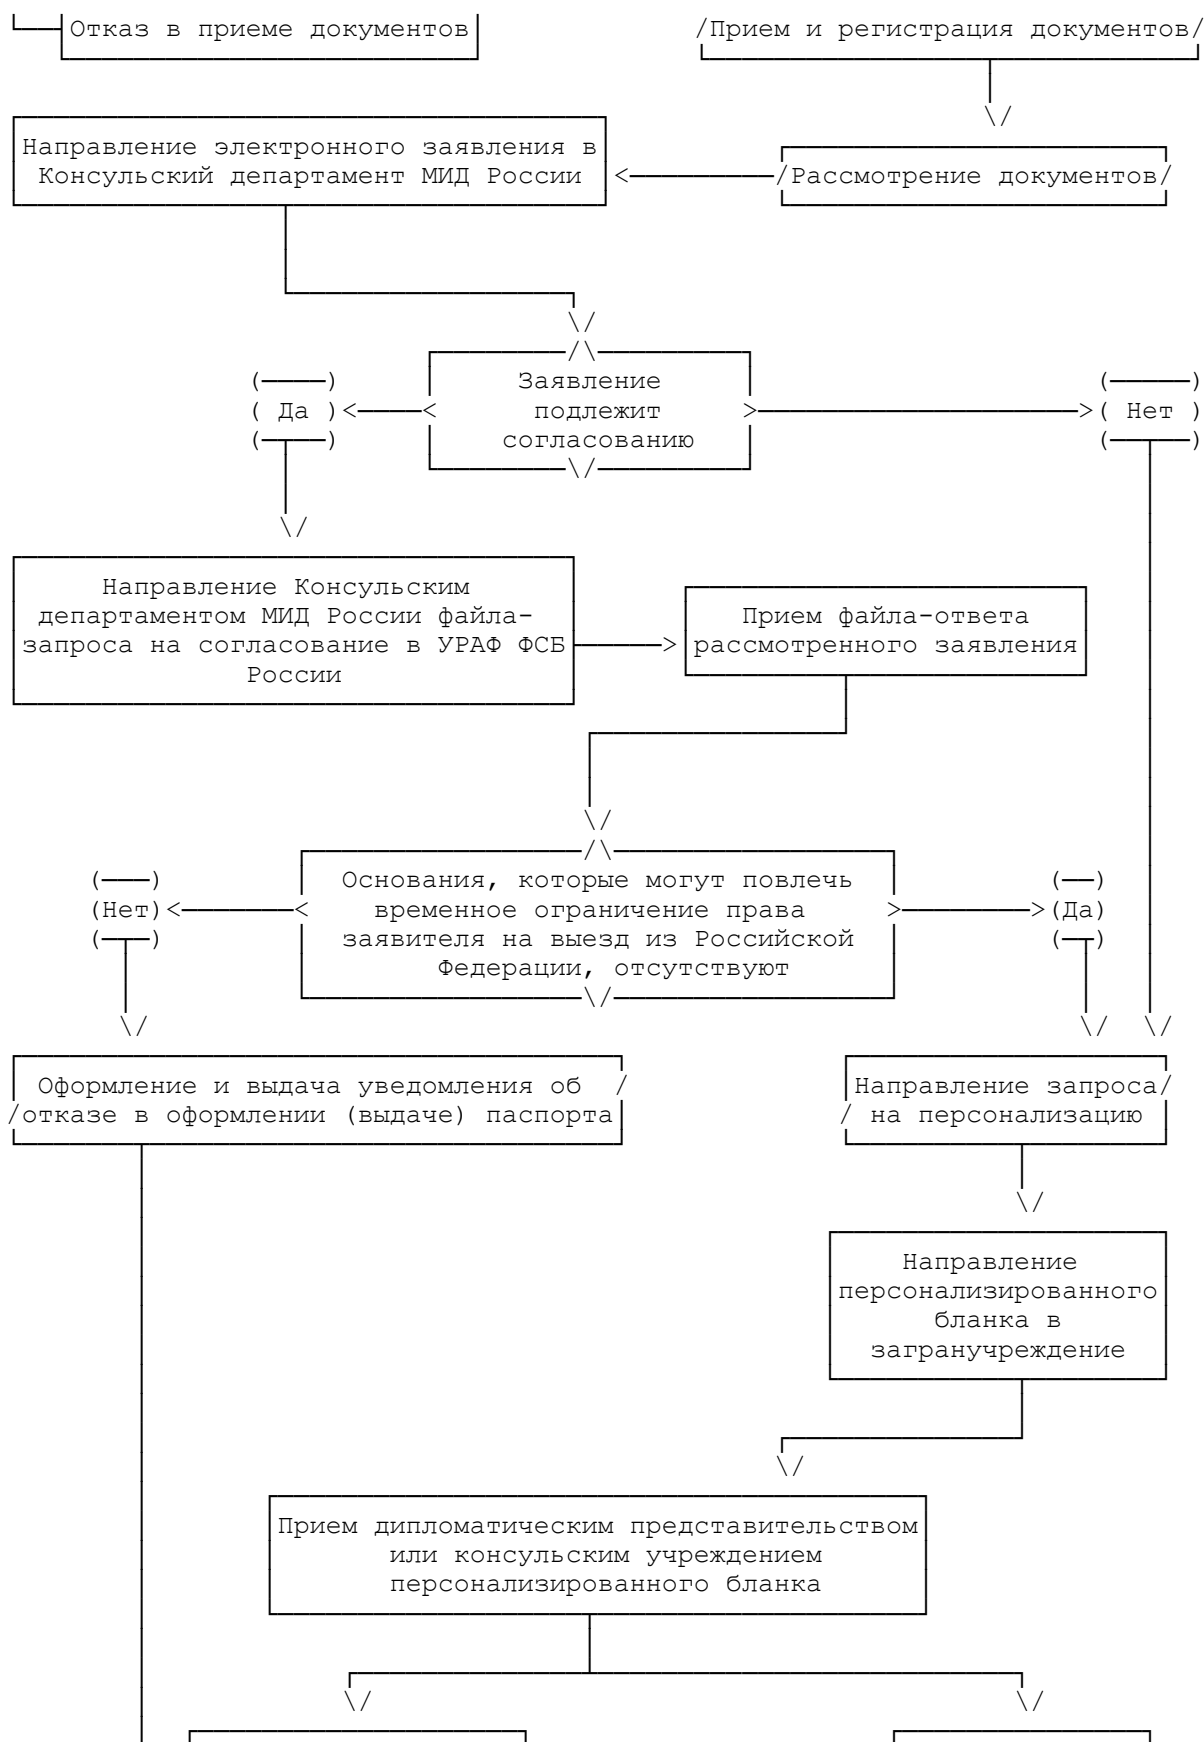 Отказ в приеме документов
Прием и регистрация документов
Направление электронного заявления в
Консульский департамент МИД России
Рассмотрение документов
Заявление
подлежит
согласованию
Да
Нет
Направление Консульским
департаментом МИД России файла-
запроса на согласование в УРАФ ФСБ
России
Прием файла-ответа
рассмотренного заявления
Основания, которые могут повлечь
временное ограничение права
заявителя на выезд из Российской
Федерации, отсутствуют
Нет
Да
Оформление и выдача уведомления об
отказе в оформлении (выдаче) паспорта
Направление запроса
на персонализацию
Направление
персонализированного
бланка в
загранучреждение
Прием дипломатическим представительством
или консульским учреждением
персонализированного бланка